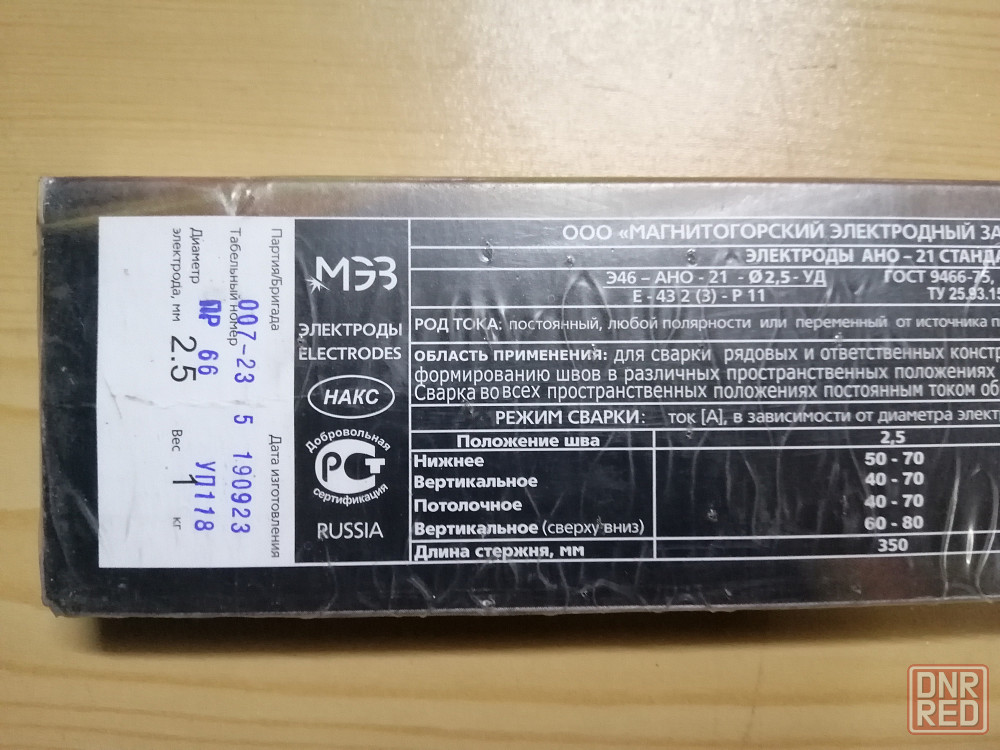 Партия/Бригада
007-23 5
Дата изготовления
190923
Табельный номер
ПР 66
УД118
Диаметр
электрода, мм 2.5
Вес 1 кг
МЭЗ
ЭЛЕКТРОДЫ
ELECTRODES
НАКС
Добровольная
РСТ
сертификация
RUSSIA
ООО «МАГНИТОГОРСКИЙ ЭЛЕКТРОДНЫЙ ЗА
ЭЛЕКТРОДЫ АНО - 21 СТАНДА
Э46 – АНО - 21 - Ø 2,5 - УД
Е - 43 2 (3) - Р 11
ГОСТ 9466-75,
ТУ 25.93.15
РОД ТОКА: постоянный, любой полярности или переменный от источника п
ОБЛАСТЬ ПРИМЕНЕНИЯ: для сварки рядовых и ответственных констр
формированию швов в различных пространственных положениях
Сварка во всех пространственных положениях постоянным током об
РЕЖИМ СВАРКИ: ток [А], в зависимости от диаметра электр
Положение шва 2,5
Нижнее 50 - 70
Вертикальное 40 - 70
Потолочное 40 - 70
Вертикальное (сверху вниз) 60 - 80
Длина стержня, мм 350
DNR
RED